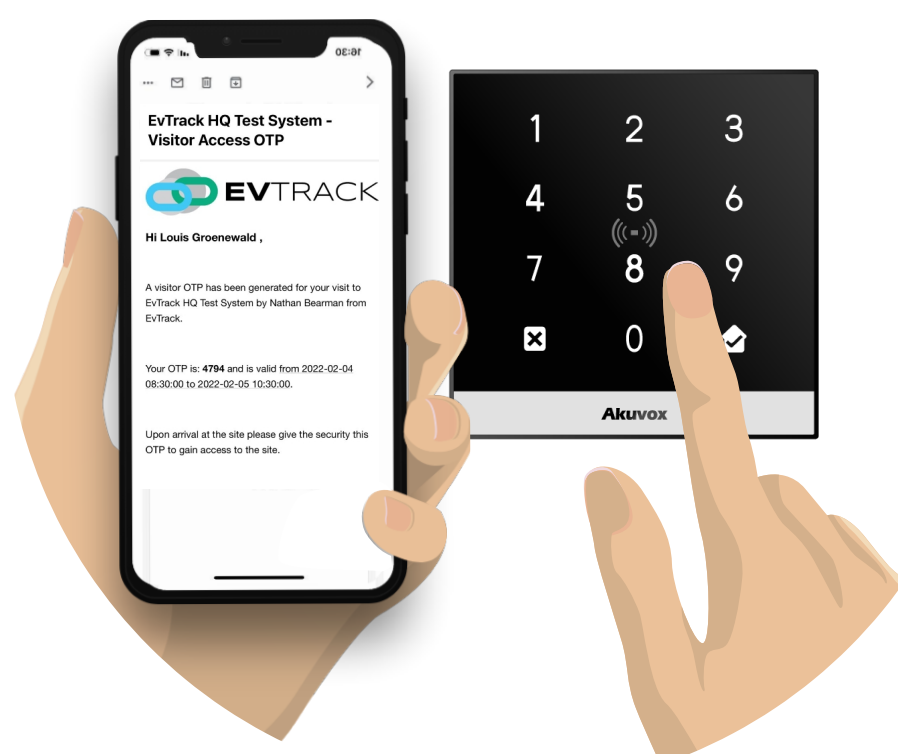 16:30
EvTrack HQ Test System -
Visitor Access OTP
EVTRACK
Hi Louis Groenewald ,
A visitor OTP has been generated for your visit to
EvTrack HQ Test System by Nathan Bearman from
EvTrack.
Your OTP is: 4794 and is valid from 2022-02-04
08:30:00 to 2022-02-05 10:30:00.
Upon arrival at the site please give the security this
OTP to gain access to the site.
1 2 3
4 5 6
7 8 9
0
Akuvox